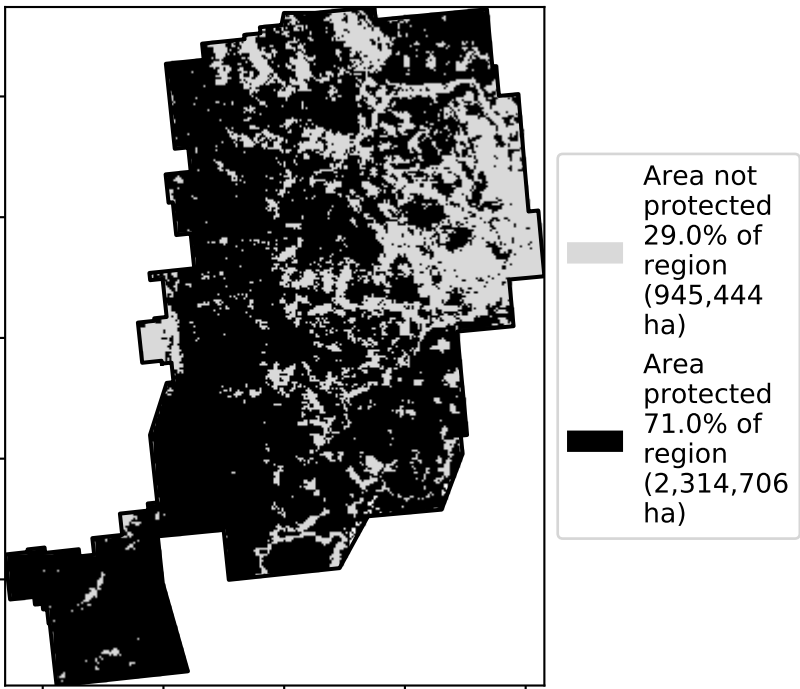 Area not
protected
29.0% of
region
(945,444
ha)
Area
protected
71.0% of
region
(2,314,706
ha)